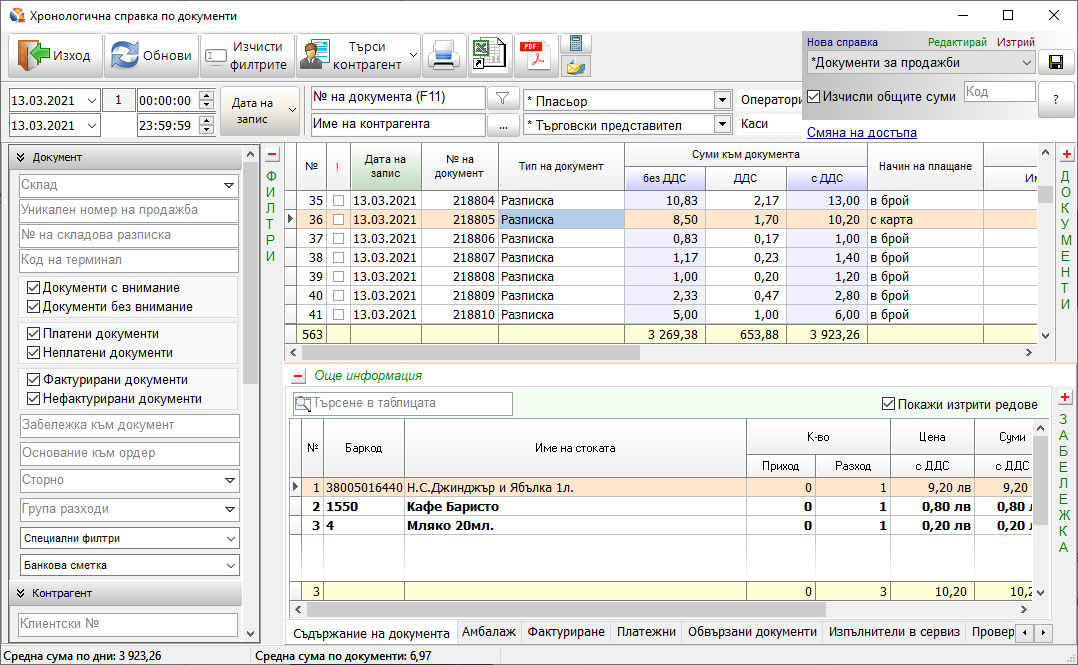 Хронологична справка по документи
Изход
Обнови
Изчисти филтрите
Търси контрагент
PDF
Нова справка
Редактирай
Изтрий
*Документи за продажби
Изчисли общите суми
Код
?
Смяна на достъпа
13.03.2021
1
00:00:00
13.03.2021
23:59:59
Дата на запис
№ на документа (F11)
Име на контрагента
...
* Пласьор
* Търговски представител
Оператори
Каси
Документ
Склад
Уникален номер на продажба
№ на складова разписка
Код на терминал
Документи с внимание
Документи без внимание
Платени документи
Неплатени документи
Фактурирани документи
Нефактурирани документи
Забележка към документ
Основание към ордер
Сторно
Група разходи
Специални филтри
Банкова сметка
Контрагент
Клиентски №
ФИЛТРИ
№ ! Дата на запис № на документ Тип на документ Суми към документа Начин на плащане
без ДДС ДДС с ДДС Им
35 13.03.2021 218804 Разписка 10,83 2,17 13,00 в брой
36 13.03.2021 218805 Разписка 8,50 1,70 10,20 с карта
37 13.03.2021 218806 Разписка 0,83 0,17 1,00 в брой
38 13.03.2021 218807 Разписка 1,17 0,23 1,40 в брой
39 13.03.2021 218808 Разписка 1,00 0,20 1,20 в брой
40 13.03.2021 218809 Разписка 2,33 0,47 2,80 в брой
41 13.03.2021 218810 Разписка 5,00 1,00 6,00 в брой
563 3 269,38 653,88 3 923,26
ДОКУМЕНТИ
Още информация
Търсене в таблицата
Покажи изтрити редове
№ Баркод Име на стоката К-во Цена Суми
Приход Разход с ДДС с ДДС
1 38005016440 Н.С.Джинджър и Ябълка 1л. 0 1 9,20 лв 9,20
2 1550 Кафе Баристо 0 1 0,80 лв 0,80
3 4 Мляко 20мл. 0 1 0,20 лв 0,20
3 0 3 10,20 10,2
ЗАБЕЛЕЖКА
Съдържание на документа
Амбалаж
Фактуриране
Платежни
Обвързани документи
Изпълнители в сервиз
Провер
Средна сума по дни: 3 923,26
Средна сума по документи: 6,97